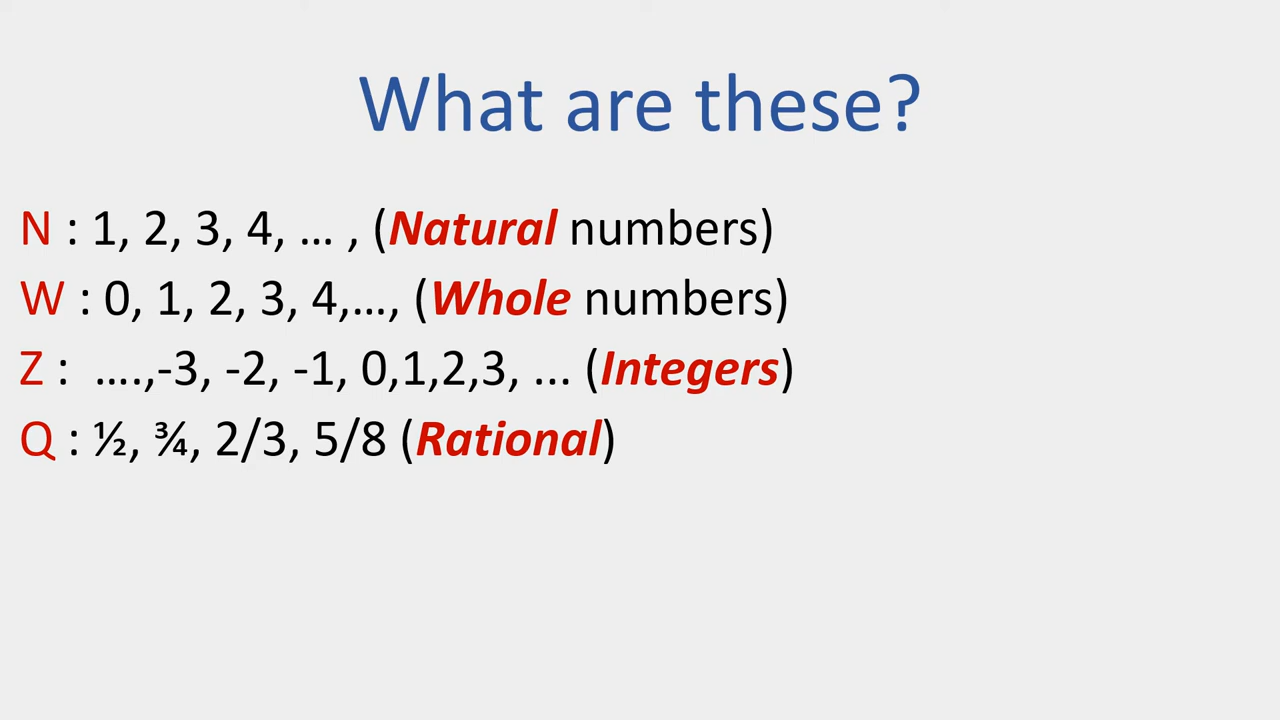 What are these?
N : 1, 2, 3, 4, ... , (Natural numbers)
W : 0, 1, 2, 3, 4,..., (Whole numbers)
Z : ....,-3, -2, -1, 0,1,2,3, ... (Integers)
Q : ½, ¾, 2/3, 5/8 (Rational)